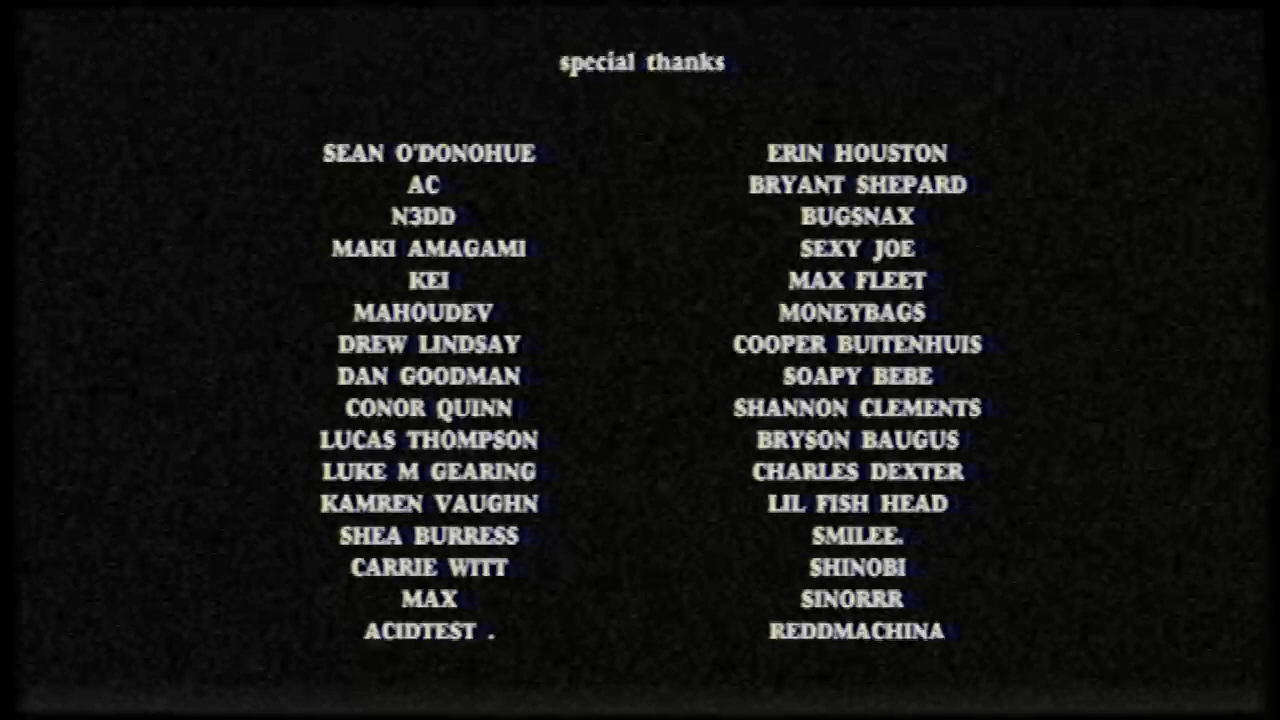 special thanks
SEAN O'DONOHUE
AC
N3DD
MAKI AMAGAMI
KEI
MAHOUDEV
DREW LINDSAY
DAN GOODMAN
CONOR QUINN
LUCAS THOMPSON
LUKE M GEARING
KAMREN VAUGHN
SHEA BURRESS
CARRIE WITT
MAX
ACIDTEST .
ERIN HOUSTON
BRYANT SHEPARD
BUGSNAX
SEXY JOE
MAX FLEET
MONEYBAGS
COOPER BUITENHUIS
SOAPY BEBE
SHANNON CLEMENTS
BRYSON BAUGUS
CHARLES DEXTER
LIL FISH HEAD
SMILEE.
SHINOBI
SINORRR
REDDMACHINA